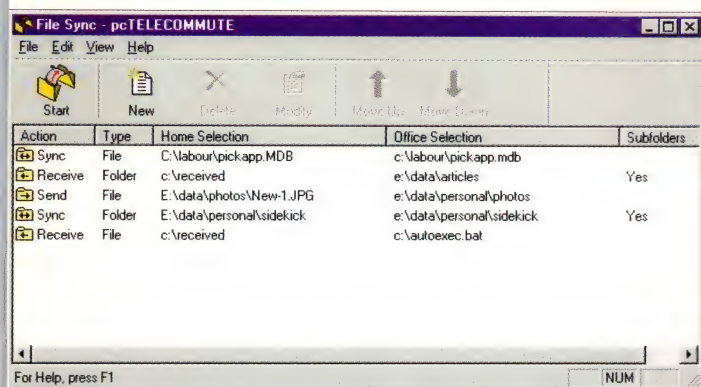 File Sync - pcTELECOMMUTE
File Edit View Help
Start New Delete Modify Move Up Move Down
Action Type Home Selection Office Selection Subfolders
Sync File C:\labour\pickapp.MDB c:\labour\pickapp.mdb
Receive Folder c:\received e:\data\articles Yes
Send File E:\data\photos\New-1.JPG e:\data\personal\photos
Sync Folder E:\data\personal\sidekick e:\data\personal\sidekick Yes
Receive File c:\received c:\autoexec.bat
For Help, press F1 NUM